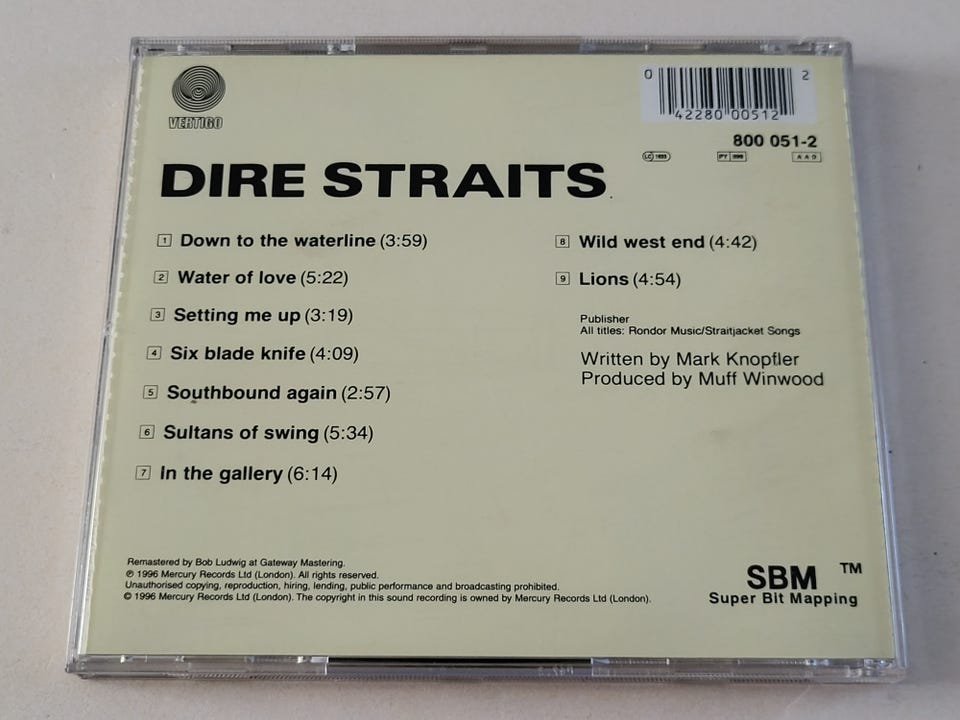 VERTIGO
0 42280 00512 2
800 051-2
LC 1633 PY 999 AAD
DIRE STRAITS
1 Down to the waterline (3:59)
2 Water of love (5:22)
3 Setting me up (3:19)
4 Six blade knife (4:09)
5 Southbound again (2:57)
6 Sultans of swing (5:34)
7 In the gallery (6:14)
8 Wild west end (4:42)
9 Lions (4:54)
Publisher
All titles: Rondor Music/Straitjacket Songs
Written by Mark Knopfler
Produced by Muff Winwood
Remastered by Bob Ludwig at Gateway Mastering.
℗ 1996 Mercury Records Ltd (London). All rights reserved.
Unauthorised copying, reproduction, hiring, lending, public performance and broadcasting prohibited.
© 1996 Mercury Records Ltd (London). The copyright in this sound recording is owned by Mercury Records Ltd (London).
SBM TM
Super Bit Mapping